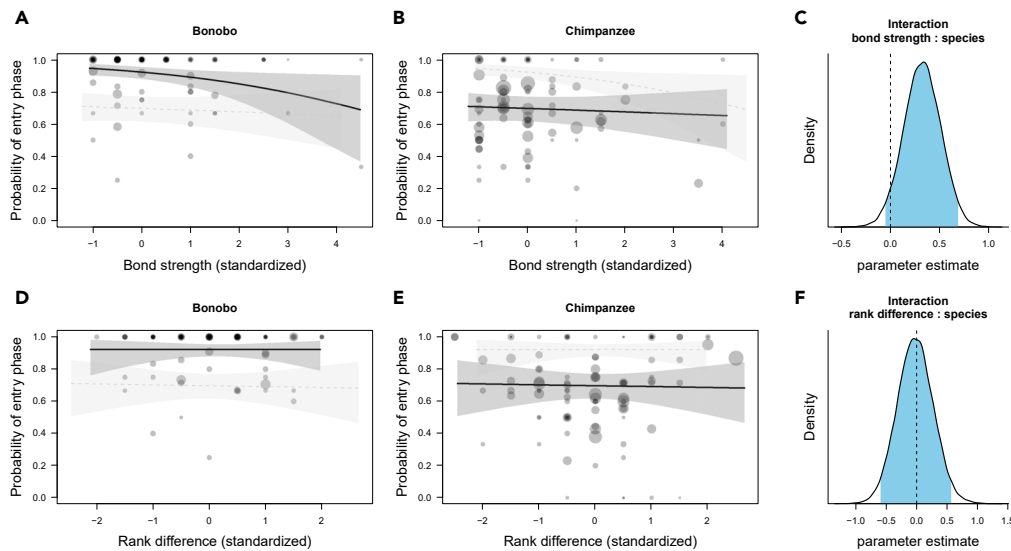 A
Bonobo
Probability of entry phase
1.0
0.8
0.6
0.4
0.2
0.0
−1 0 1 2 3 4
Bond strength (standardized)
B
Chimpanzee
Probability of entry phase
1.0
0.8
0.6
0.4
0.2
0.0
−1 0 1 2 3 4
Bond strength (standardized)
C
Interaction
bond strength : species
Density
−0.5 0.0 0.5 1.0
parameter estimate
D
Bonobo
Probability of entry phase
1.0
0.8
0.6
0.4
0.2
0.0
−2 −1 0 1 2
Rank difference (standardized)
E
Chimpanzee
Probability of entry phase
1.0
0.8
0.6
0.4
0.2
0.0
−2 −1 0 1 2
Rank difference (standardized)
F
Interaction
rank difference : species
Density
−1.0 −0.5 0.0 0.5 1.0 1.5
parameter estimate